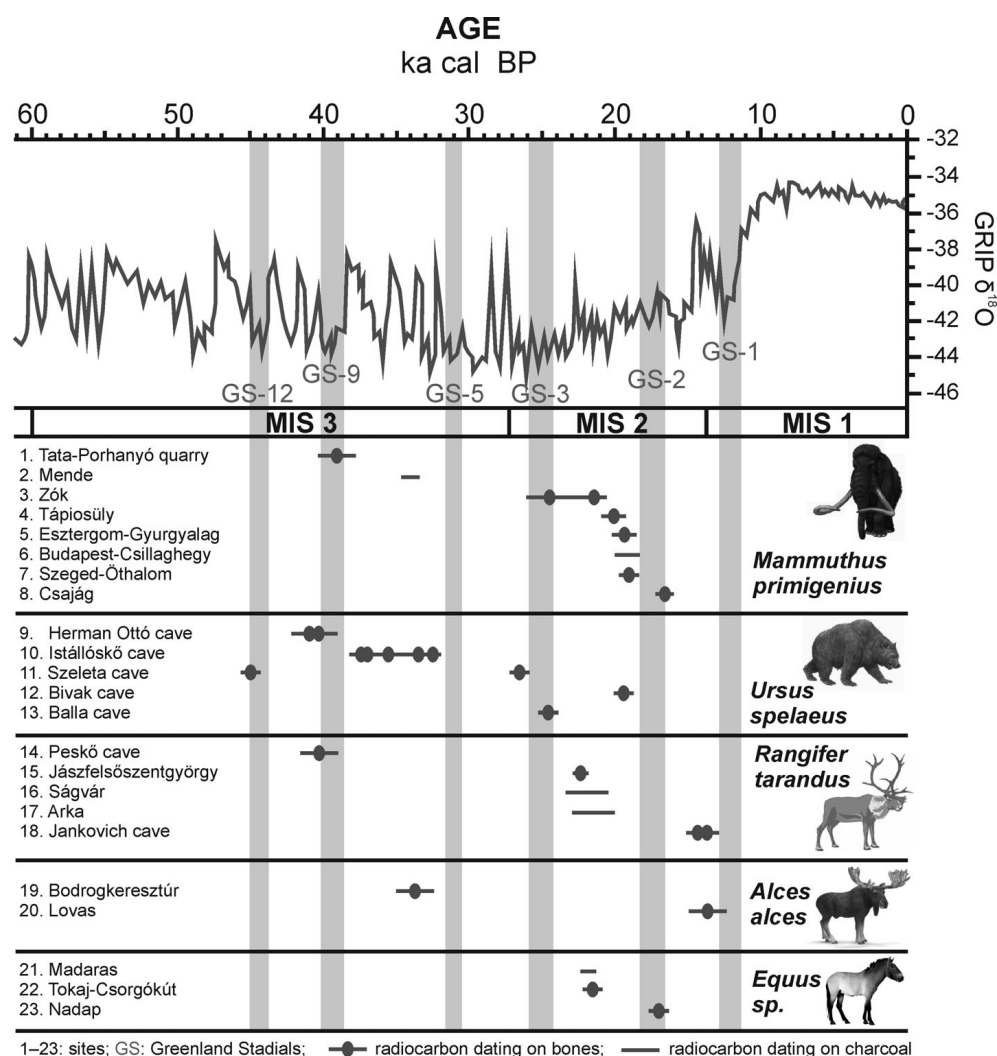 AGE
ka cal BP
60 50 40 30 20 10 0
-32
-34
-36
-38
-40
-42
-44
-46
GRIP δ18O
GS-12 GS-9 GS-5 GS-3 GS-2 GS-1
MIS 3 MIS 2 MIS 1
1. Tata-Porhanyó quarry
2. Mende
3. Zók
4. Tápiosüly
5. Esztergom-Gyurgyalag
6. Budapest-Csillaghegy
7. Szeged-Öthalom
8. Csajág
Mammuthus
primigenius
9. Herman Ottó cave
10. Istállóskő cave
11. Szeleta cave
12. Bivak cave
13. Balla cave
Ursus
spelaeus
14. Peskő cave
15. Jászfelsőszentgyörgy
16. Ságvár
17. Arka
18. Jankovich cave
Rangifer
tarandus
19. Bodrogkeresztúr
20. Lovas
Alces
alces
21. Madaras
22. Tokaj-Csorgókút
23. Nadap
Equus
sp.
1–23: sites; GS: Greenland Stadials; radiocarbon dating on bones; radiocarbon dating on charcoal